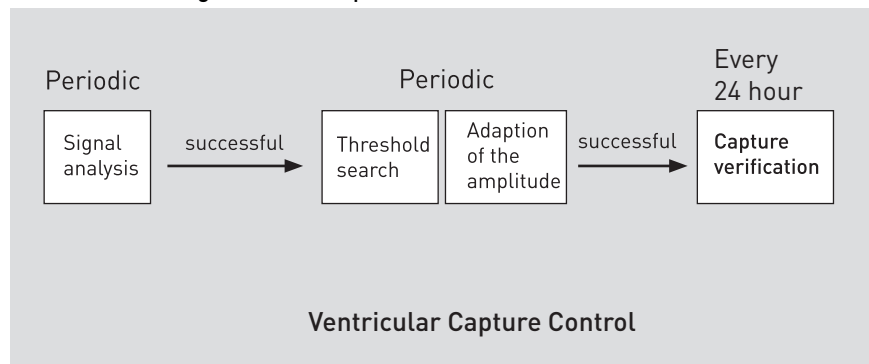 Periodic
Periodic
Every
24 hour
Signal
analysis
successful
Threshold
search
Adaption
of the
amplitude
successful
Capture
verification
Ventricular Capture Control